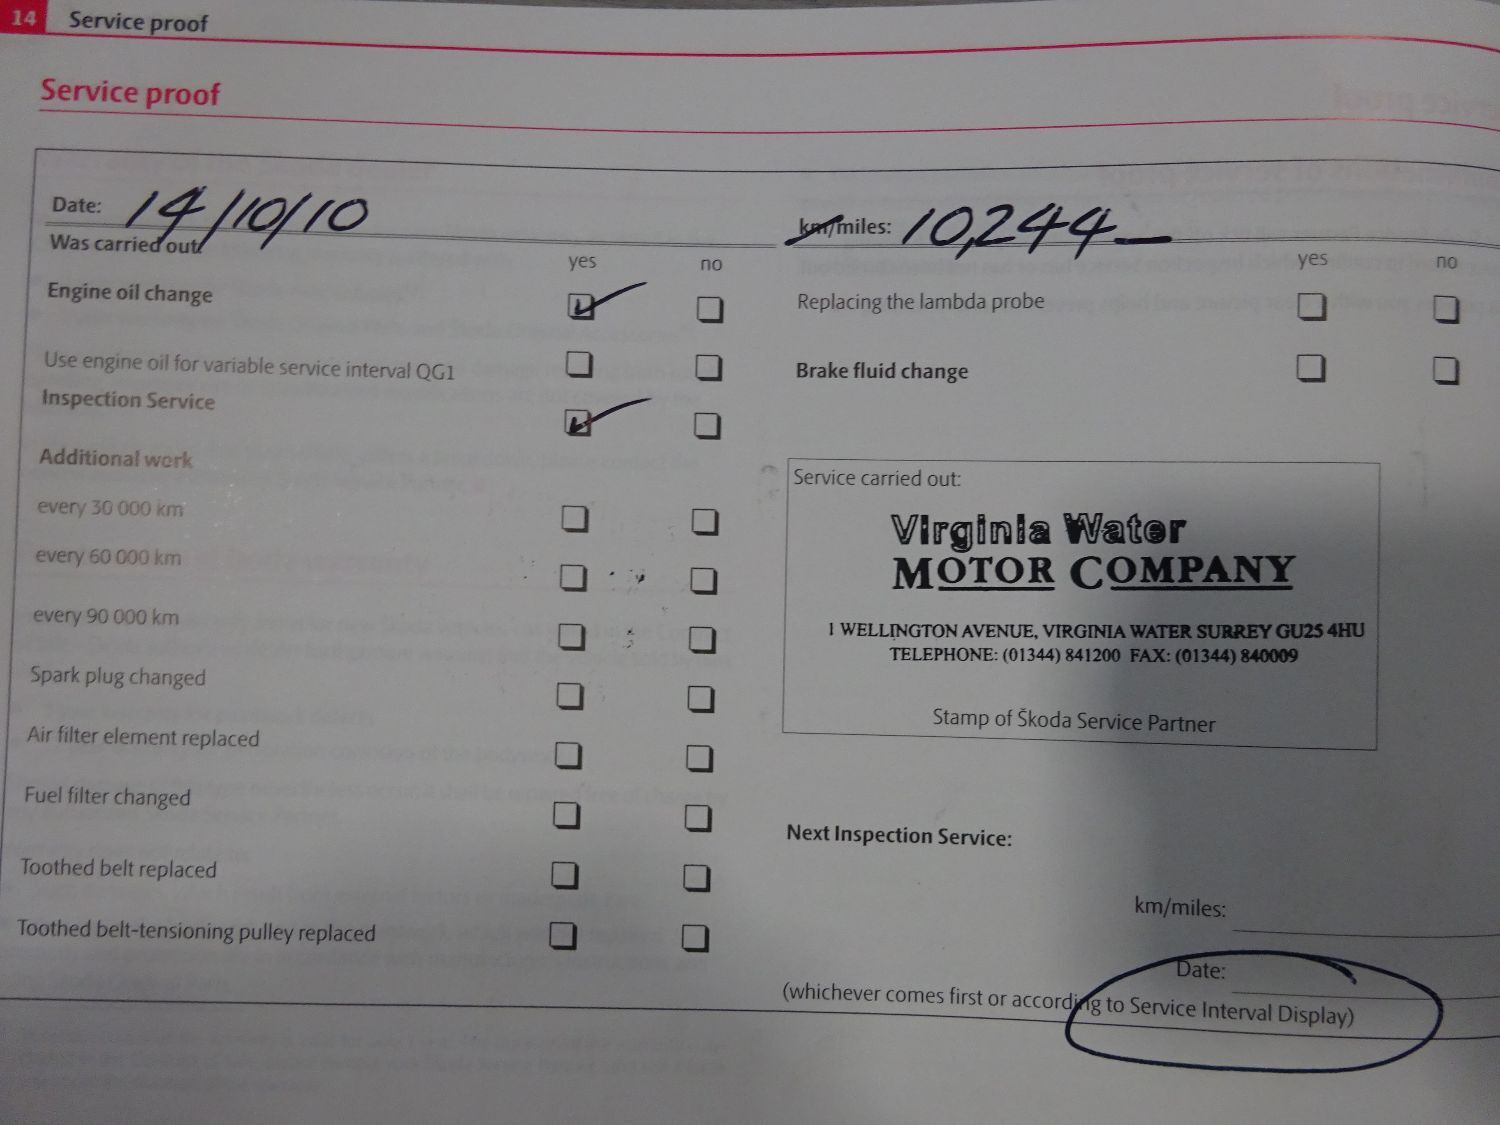 14 Service proof
Service proof
Date: 14/10/10
Was carried out:
yes no
Engine oil change
Use engine oil for variable service interval QG1
Inspection Service
Additional work
every 30 000 km
every 60 000 km
every 90 000 km
Spark plug changed
Air filter element replaced
Fuel filter changed
Toothed belt replaced
Toothed belt-tensioning pulley replaced
km/miles: 10,244
yes no
Replacing the lambda probe
Brake fluid change
Service carried out:
Virginia Water
MOTOR COMPANY
1 WELLINGTON AVENUE, VIRGINIA WATER SURREY GU25 4HU
TELEPHONE: (01344) 841200 FAX: (01344) 840009
Stamp of Škoda Service Partner
Next Inspection Service:
km/miles:
Date:
(whichever comes first or according to Service Interval Display)